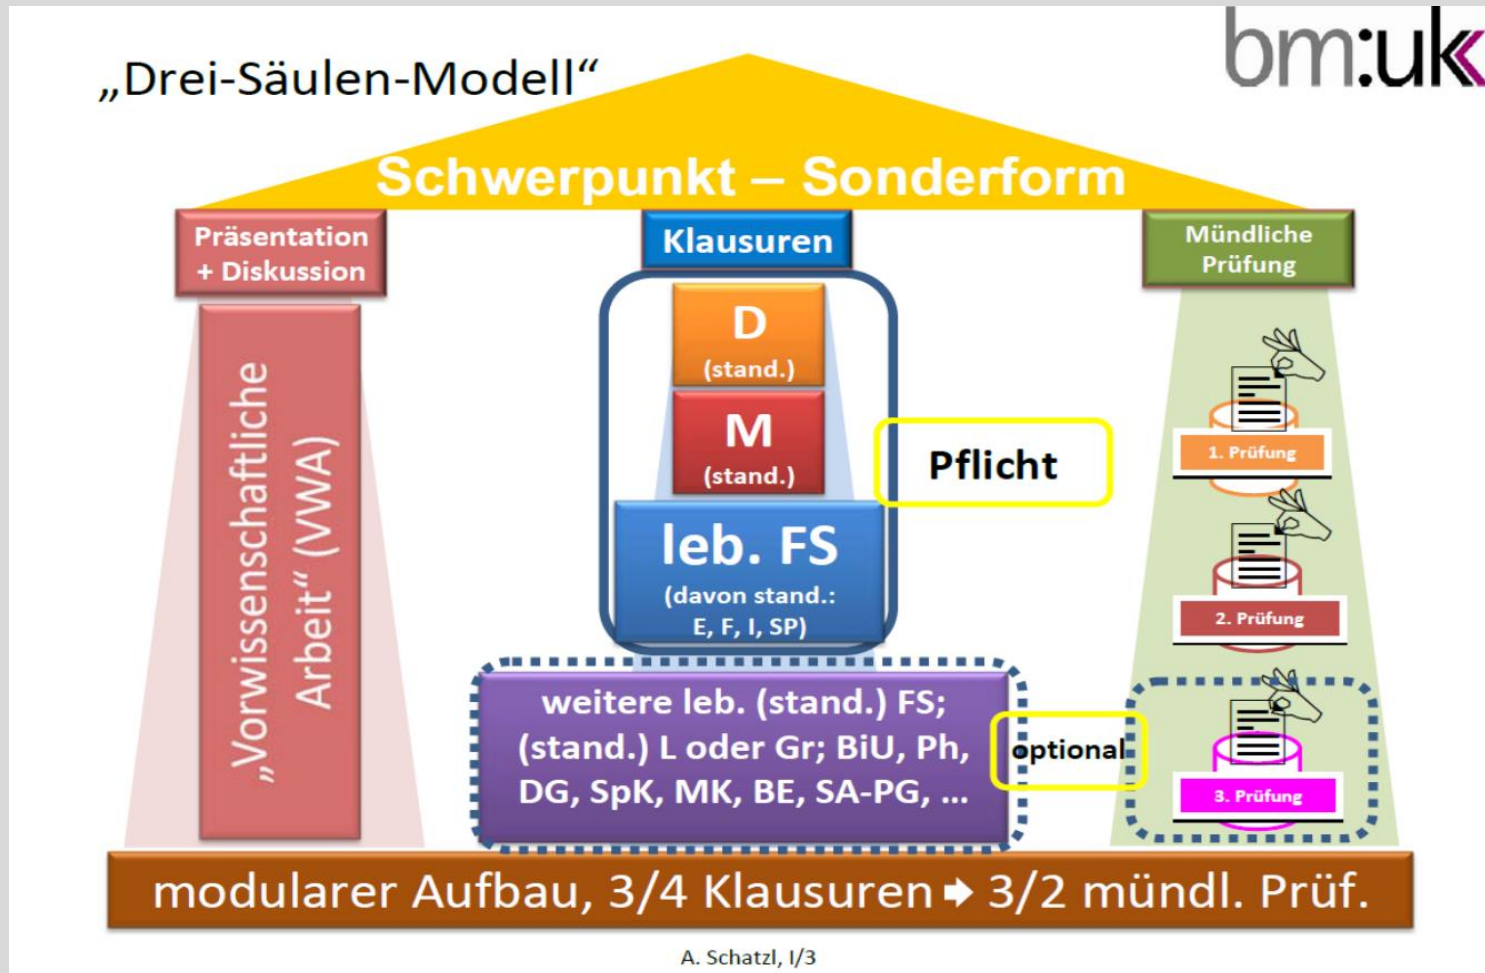 „Drei-Säulen-Modell“
bm:uk
Schwerpunkt – Sonderform
Präsentation
+ Diskussion
„Vorwissenschaftliche
Arbeit“ (VWA)
Klausuren
D
(stand.)
M
(stand.)
leb. FS
(davon stand.:
E, F, I, SP)
Pflicht
weitere leb. (stand.) FS;
(stand.) L oder Gr; BiU, Ph,
DG, SpK, MK, BE, SA-PG, ...
optional
Mündliche
Prüfung
1. Prüfung
2. Prüfung
3. Prüfung
modularer Aufbau, 3/4 Klausuren ➡ 3/2 mündl. Prüf.
A. Schatzl, I/3